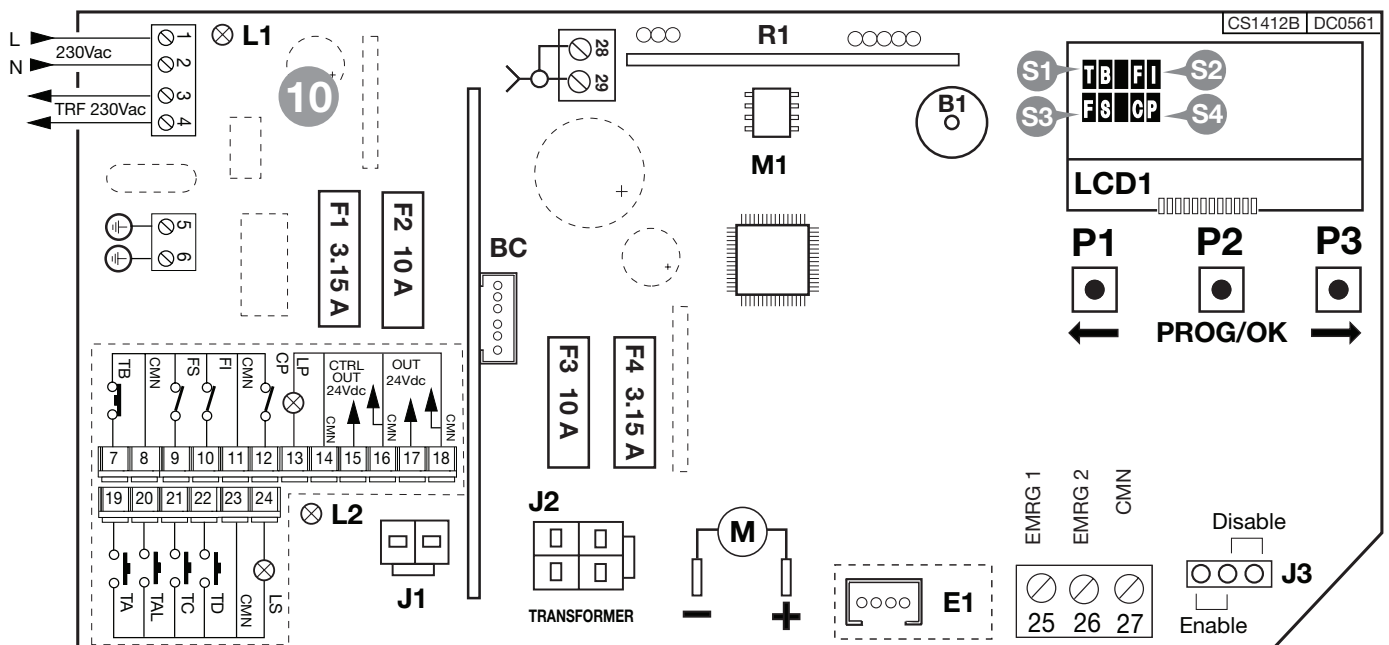 CS1412B DC0561
L 230Vac
N
TRF 230Vac
1
2
3
4
L1
10
28
29
R1
B1
M1
S1 TB FI S2
S3 FS CP S4
LCD1
P1 P2 P3
PROG/OK
5
6
F1 3.15 A
F2 10 A
BC
F3 10 A
F4 3.15 A
TB CMN FS FI CMN CP LP
CTRL OUT 24Vdc
CMN
CMN
OUT 24Vdc
CMN
7 8 9 10 11 12 13 14 15 16 17 18
19 20 21 22 23 24
L2
TA TAL TC TD CMN LS
J1
J2
TRANSFORMER
M
E1
EMRG 1
EMRG 2
CMN
25 26 27
Disable
J3
Enable